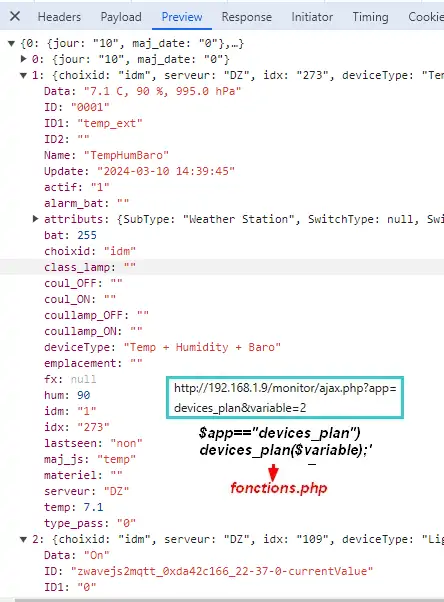 Headers Payload Preview Response Initiator Timing Cookies
{0: {jour: "10", maj_date: "0"},…}
0: {jour: "10", maj_date: "0"}
1: {choixid: "idm", serveur: "DZ", idx: "273", deviceType: "Tem
Data: "7.1 C, 90 %, 995.0 hPa"
ID: "0001"
ID1: "temp_ext"
ID2: ""
Name: "TempHumBaro"
Update: "2024-03-10 14:39:45"
actif: "1"
alarm_bat: ""
attributs: {SubType: "Weather Station", SwitchType: null, Swi
bat: 255
choixid: "idm"
class_lamp: ""
coul_OFF: ""
coul_ON: ""
coullamp_OFF: ""
coullamp_ON: ""
deviceType: "Temp + Humidity + Baro"
emplacement: ""
fx: null
hum: 90
idm: "1"
idx: "273"
lastseen: "non"
maj_js: "temp"
materiel: ""
serveur: "DZ"
temp: 7.1
type_pass: "0"
http://192.168.1.9/monitor/ajax.php?app=
devices_plan&variable=2
$app=="devices_plan")
devices_plan($variable);'
fonctions.php
2: {choixid: "idm", serveur: "DZ", idx: "109", deviceType: "Lig
Data: "On"
ID: "zwavejs2mqtt_0xda42c166_22-37-0-currentValue"
ID1: "0"